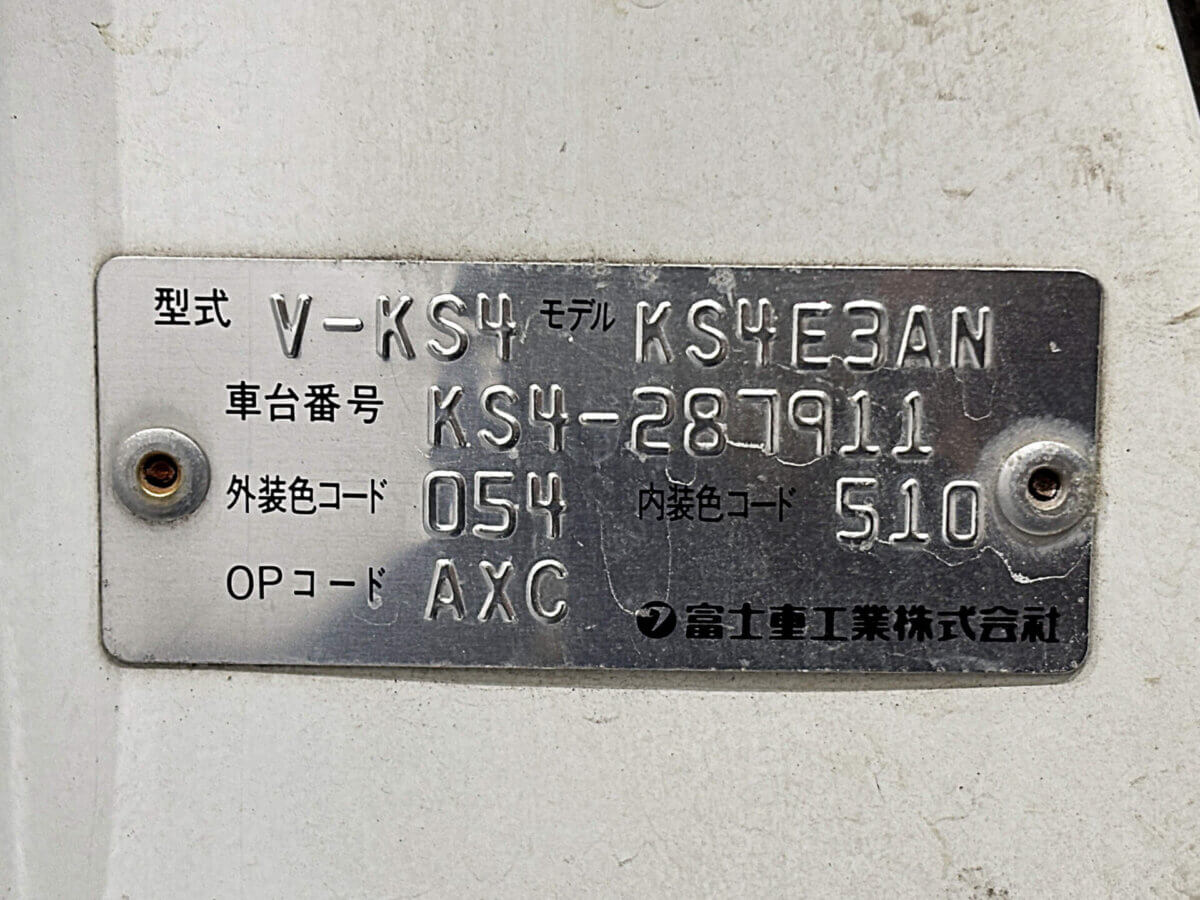 型式 V-KS4 モデル KS4E3AN
車台番号 KS4-287911
外装色コード 054 内装色コード 510
OPコード AXC
富士重工業株式会社